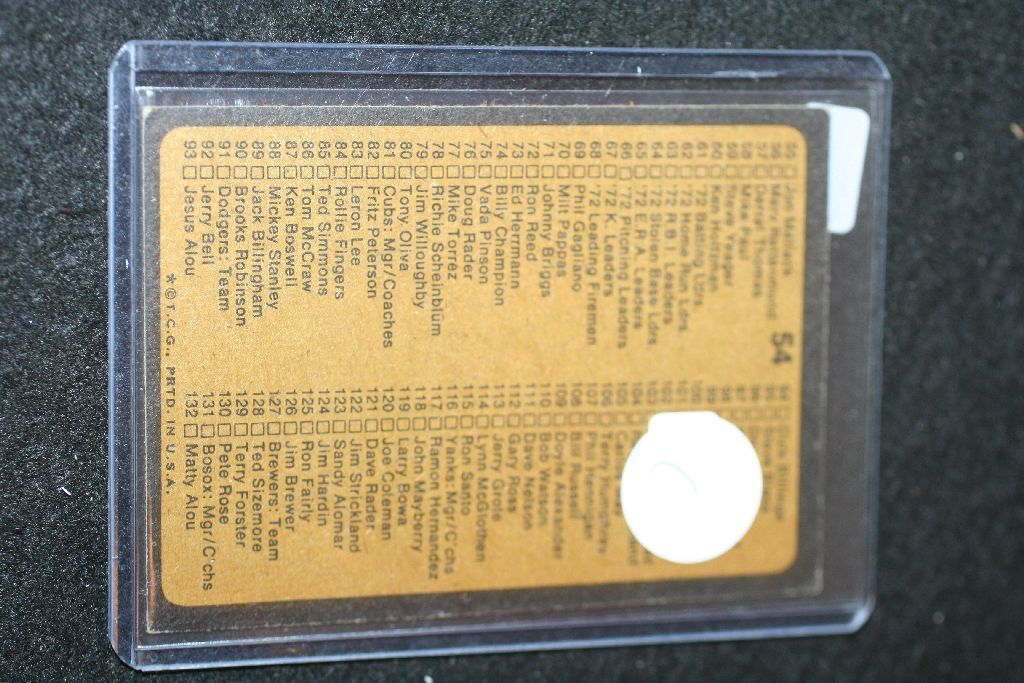 54
60 □ Ken
61 □ '72 Batting Ldrs.
62 □ '72 Home Ldrs.
63 □ '72 R.B.I. Leaders
64 □ '72 Stolen Base Ldrs.
65 □ '72 E.R.A. Leaders
66 □ '72 Pitching Leaders
67 □ '72 K. Leaders
68 □ '72 Leading Firemen
69 □ Phil Gagliano
70 □ Milt Pappas
71 □ Johnny Briggs
72 □ Ron Reed
73 □ Ed Herrman
74 □ Billy Champion
75 □ Vada Pinson
76 □ Doug Rader
77 □ Mike Torrez
78 □ Richie Scheinblum
79 □ Jim Willoughby
80 □ Tony Oliva
81 □ Cubs: Mgr/Coaches
82 □ Fritz Peterson
83 □ Leron Lee
84 □ Rollie Fingers
85 □ Ted Simmons
86 □ Tom McCraw
87 □ Ken Boswell
88 □ Mickey Stanley
89 □ Jack Billingham
90 □ Brooks Robinson
91 □ Dodgers: Team
92 □ Jerry Bell
93 □ Jesus Alou
106 □ Terry
107 □ Phil Hennigan
108 □ Bill Russell
109 □ Doyle Alexander
110 □ Bob Watson
111 □ Dave Nelson
112 □ Gary Ross
113 □ Jerry Grote
114 □ Lynn McGlothen
115 □ Ron Santo
116 □ Yanks: Mgr/C'chs
117 □ Ramon Hernandez
118 □ John Mayberry
119 □ Larry Bowa
120 □ Joe Coleman
121 □ Dave Rader
122 □ Jim Strickland
123 □ Sandy Alomar
124 □ Jim Hardin
125 □ Ron Fairly
126 □ Jim Brewer
127 □ Brewers: Team
128 □ Ted Sizemore
129 □ Terry Forster
130 □ Pete Rose
131 □ Bosox: Mgr/C'chs
132 □ Matty Alou
* © T.C.G., PRTD. IN U.S.A.